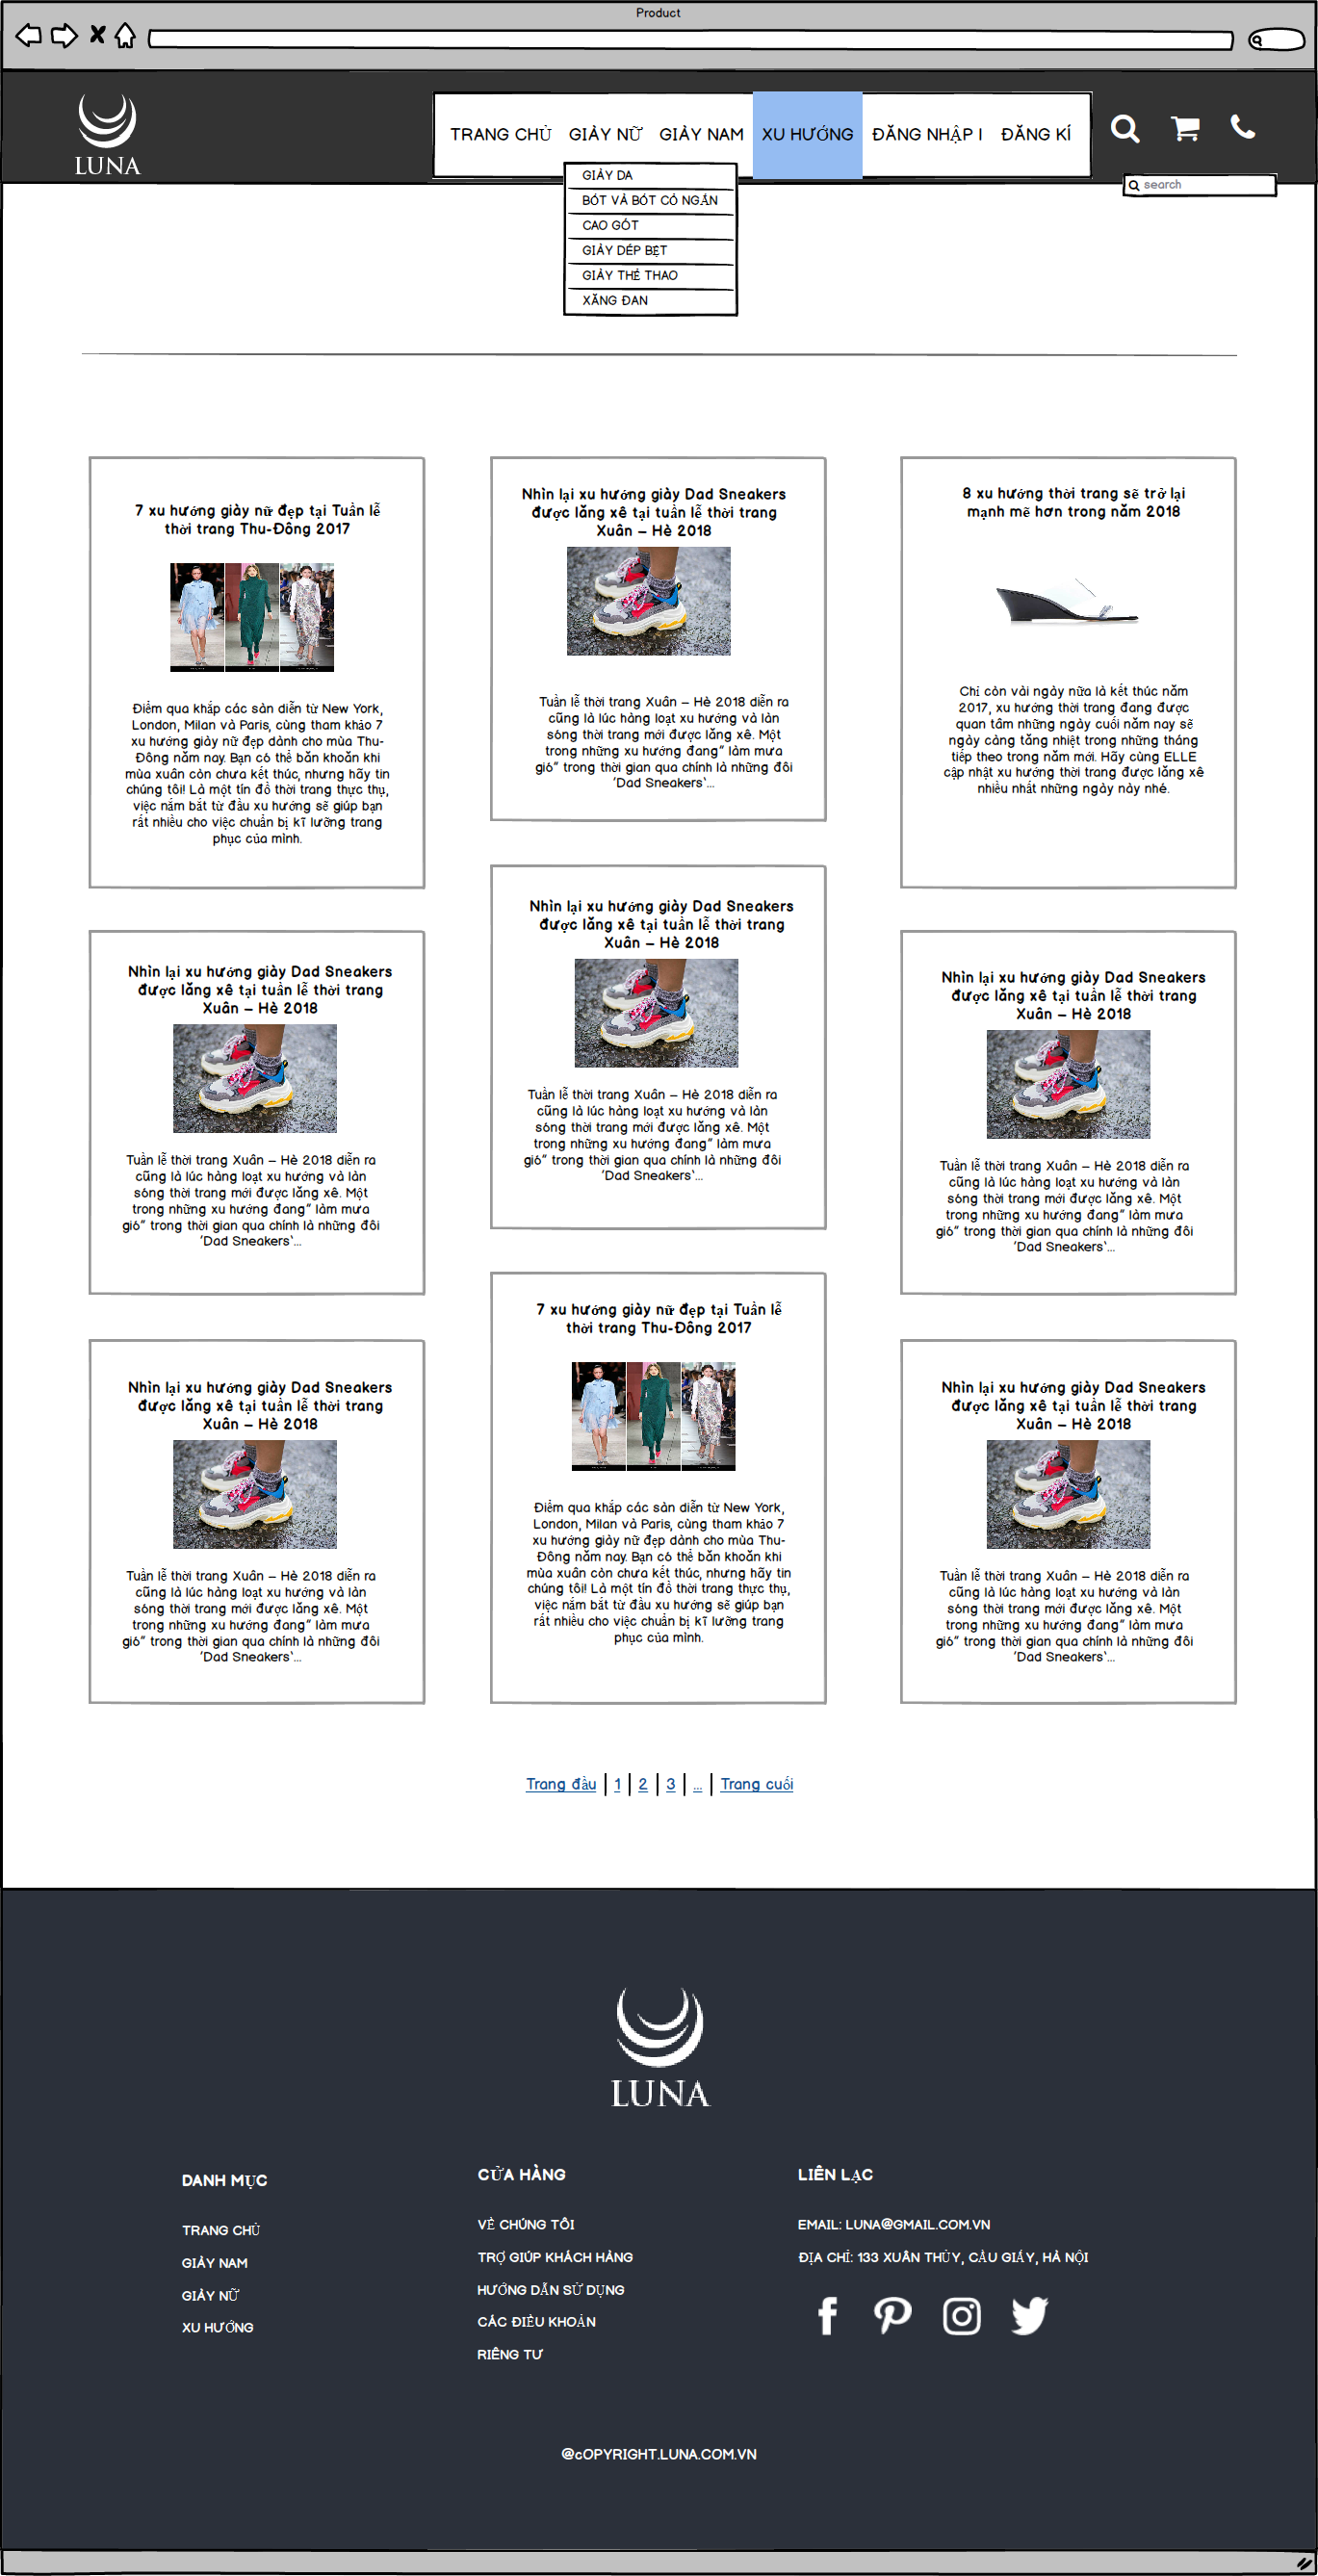 Product
LUNA
TRANG CHỦ GIÀY NỮ GIÀY NAM XU HƯỚNG ĐĂNG NHẬP I ĐĂNG KÍ
search
GIÀY DA
BỐT VÀ BỐT CỔ NGẮN
CAO GÓT
GIÀY DÉP BỆT
GIÀY THỂ THAO
XĂNG ĐAN
7 xu hướng giày nữ đẹp tại Tuần lễ
thời trang Thu-Đông 2017
Điểm qua khắp các sàn diễn từ New York,
London, Milan và Paris, cùng tham khảo 7
xu hướng giày nữ đẹp dành cho mùa Thu-
Đông năm nay. Bạn có thể băn khoăn khi
mùa xuân còn chưa kết thúc, nhưng hãy tin
chúng tôi! Là một tín đồ thời trang thực thụ,
việc nắm bắt từ đầu xu hướng sẽ giúp bạn
rất nhiều cho việc chuẩn bị kĩ lưỡng trang
phục của mình.
Nhìn lại xu hướng giày Dad Sneakers
được lăng xê tại tuần lễ thời trang
Xuân – Hè 2018
Tuần lễ thời trang Xuân – Hè 2018 diễn ra
cũng là lúc hàng loạt xu hướng và làn
sóng thời trang mới được lăng xê. Một
trong những xu hướng đang" làm mưa
gió" trong thời gian qua chính là những đôi
'Dad Sneakers'...
8 xu hướng thời trang sẽ trở lại
mạnh mẽ hơn trong năm 2018
Chỉ còn vài ngày nữa là kết thúc năm
2017, xu hướng thời trang đang được
quan tâm những ngày cuối năm nay sẽ
ngày càng tăng nhiệt trong những tháng
tiếp theo trong năm mới. Hãy cùng ELLE
cập nhật xu hướng thời trang được lăng xê
nhiều nhất những ngày này nhé.
Nhìn lại xu hướng giày Dad Sneakers
được lăng xê tại tuần lễ thời trang
Xuân – Hè 2018
Tuần lễ thời trang Xuân – Hè 2018 diễn ra
cũng là lúc hàng loạt xu hướng và làn
sóng thời trang mới được lăng xê. Một
trong những xu hướng đang" làm mưa
gió" trong thời gian qua chính là những đôi
'Dad Sneakers'...
Nhìn lại xu hướng giày Dad Sneakers
được lăng xê tại tuần lễ thời trang
Xuân – Hè 2018
Tuần lễ thời trang Xuân – Hè 2018 diễn ra
cũng là lúc hàng loạt xu hướng và làn
sóng thời trang mới được lăng xê. Một
trong những xu hướng đang" làm mưa
gió" trong thời gian qua chính là những đôi
'Dad Sneakers'...
Nhìn lại xu hướng giày Dad Sneakers
được lăng xê tại tuần lễ thời trang
Xuân – Hè 2018
Tuần lễ thời trang Xuân – Hè 2018 diễn ra
cũng là lúc hàng loạt xu hướng và làn
sóng thời trang mới được lăng xê. Một
trong những xu hướng đang" làm mưa
gió" trong thời gian qua chính là những đôi
'Dad Sneakers'...
Nhìn lại xu hướng giày Dad Sneakers
được lăng xê tại tuần lễ thời trang
Xuân – Hè 2018
Tuần lễ thời trang Xuân – Hè 2018 diễn ra
cũng là lúc hàng loạt xu hướng và làn
sóng thời trang mới được lăng xê. Một
trong những xu hướng đang" làm mưa
gió" trong thời gian qua chính là những đôi
'Dad Sneakers'...
7 xu hướng giày nữ đẹp tại Tuần lễ
thời trang Thu-Đông 2017
Điểm qua khắp các sàn diễn từ New York,
London, Milan và Paris, cùng tham khảo 7
xu hướng giày nữ đẹp dành cho mùa Thu-
Đông năm nay. Bạn có thể băn khoăn khi
mùa xuân còn chưa kết thúc, nhưng hãy tin
chúng tôi! Là một tín đồ thời trang thực thụ,
việc nắm bắt từ đầu xu hướng sẽ giúp bạn
rất nhiều cho việc chuẩn bị kĩ lưỡng trang
phục của mình.
Nhìn lại xu hướng giày Dad Sneakers
được lăng xê tại tuần lễ thời trang
Xuân – Hè 2018
Tuần lễ thời trang Xuân – Hè 2018 diễn ra
cũng là lúc hàng loạt xu hướng và làn
sóng thời trang mới được lăng xê. Một
trong những xu hướng đang" làm mưa
gió" trong thời gian qua chính là những đôi
'Dad Sneakers'...
Trang đầu | 1 | 2 | 3 | ... | Trang cuối
LUNA
DANH MỤC
TRANG CHỦ
GIÀY NAM
GIÀY NỮ
XU HƯỚNG
CỬA HÀNG
VỀ CHÚNG TÔI
TRỢ GIÚP KHÁCH HÀNG
HƯỚNG DẪN SỬ DỤNG
CÁC ĐIỀU KHOẢN
RIÊNG TƯ
LIÊN LẠC
EMAIL: LUNA@GMAIL.COM.VN
ĐỊA CHỈ: 133 XUÂN THỦY, CẦU GIẤY, HÀ NỘI
@cOPYRIGHT.LUNA.COM.VN